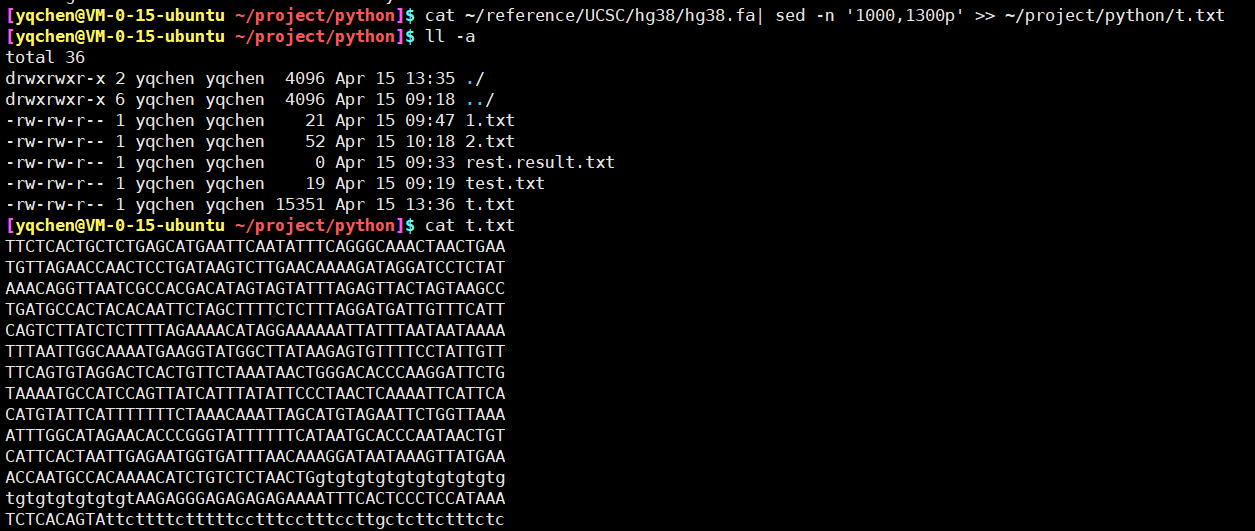 [yqchen@VM-0-15-ubuntu ~/project/python]$ cat ~/reference/UCSC/hg38/hg38.fa| sed -n '1000,1300p' >> ~/project/python/t.txt
[yqchen@VM-0-15-ubuntu ~/project/python]$ ll -a
total 36
drwxrwxr-x 2 yqchen yqchen  4096 Apr 15 13:35 ./
drwxrwxr-x 6 yqchen yqchen  4096 Apr 15 09:18 ../
-rw-rw-r-- 1 yqchen yqchen    21 Apr 15 09:47 1.txt
-rw-rw-r-- 1 yqchen yqchen    52 Apr 15 10:18 2.txt
-rw-rw-r-- 1 yqchen yqchen     0 Apr 15 09:33 rest.result.txt
-rw-rw-r-- 1 yqchen yqchen    19 Apr 15 09:19 test.txt
-rw-rw-r-- 1 yqchen yqchen 15351 Apr 15 13:36 t.txt
[yqchen@VM-0-15-ubuntu ~/project/python]$ cat t.txt
TTCTCACTGCTCTGAGCATGAATTCAATATTTCAGGGCAAACTAACTGAA
TGTTAGAACCAACTCCTGATAAGTCTTGAACAAAAGATAGGATCCTCTAT
AAACAGGTTAATCGCCACGACATAGTAGTATTTAGAGTTACTAGTAAGCC
TGATGCCACTACACAATTCTAGCTTTTCTCTTTAGGATGATTGTTTCATT
CAGTCTTATCTCTTTTAGAAAACATAGGAAAAAATTATTTAATAATAAAA
TTTAATTGGCAAAATGAAGGTATGGCTTATAAGAGTGTTTTCCTATTGTT
TTCAGTGTAGGACTCACTGTTCTAAATAACTGGGACACCCAAGGATTCTG
TAAAATGCCATCCAGTTATCATTTATATTCCCTAACTCAAAATTCATTCA
CATGTATTCATTTTTTTCTAAACAAATTAGCATGTAGAATTCTGGTTAAA
ATTTGGCATAGAACACCCGGGTATTTTTTCATAATGCACCCAATAACTGT
CATTCACTAATTGAGAATGGTGATTTAACAAAGGATAATAAAGTTATGAA
ACCAATGCCACAAAACATCTGTCTCTAACTGgtgtgtgtgtgtgtgtgtg
tgtgtgtgtgtgtAAGAGGGAGAGAGAGAAAATTTCACTCCCTCCATAAA
TCTCACAGTAttcttttctttttcctttcctttccttgctcttctttctc